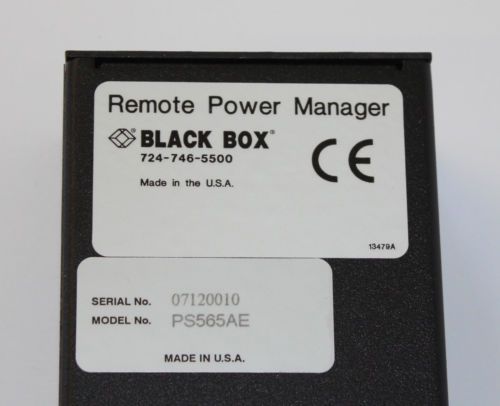 Remote Power Manager
BLACK BOX®
724-746-5500
Made in the U.S.A.
CE
13479A
SERIAL No. 07120010
MODEL No. PS565AE
MADE IN U.S.A.